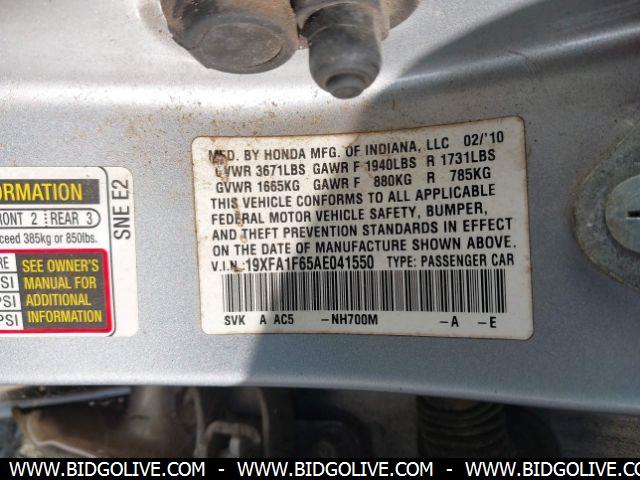 ORMATION
RONT 2 REAR 3
ceed 385kg or 850lbs.
RE
SEE OWNER'S
PSI
MANUAL FOR
PSI
ADDITIONAL
PSI
INFORMATION
SNE E2
MFD. BY HONDA MFG. OF INDIANA, LLC 02/'10
GVWR 3671LBS GAWR F 1940LBS R 1731LBS
GVWR 1665KG GAWR F 880KG R 785KG
THIS VEHICLE CONFORMS TO ALL APPLICABLE
FEDERAL MOTOR VEHICLE SAFETY, BUMPER,
AND THEFT PREVENTION STANDARDS IN EFFECT
ON THE DATE OF MANUFACTURE SHOWN ABOVE.
V.I.N. 19XFA1F65AE041550 TYPE: PASSENGER CAR
SVK A AC5 -NH700M -A -E
WWW.BIDGOLIVE.COM - WWW.BIDGOLIVE.COM - WWW.BIDGOLIVE.COM